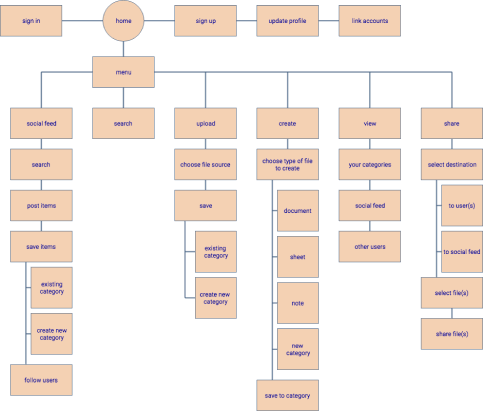 sign in
home
sign up
update profile
link accounts
menu
social feed
search
upload
create
view
share
search
choose file source
choose type of file
to create
your categories
select destination
post items
save
document
social feed
to user(s)
save items
existing
category
sheet
other users
to social feed
existing
category
create new
category
note
select file(s)
create new
category
new
category
share file(s)
follow users
save to category